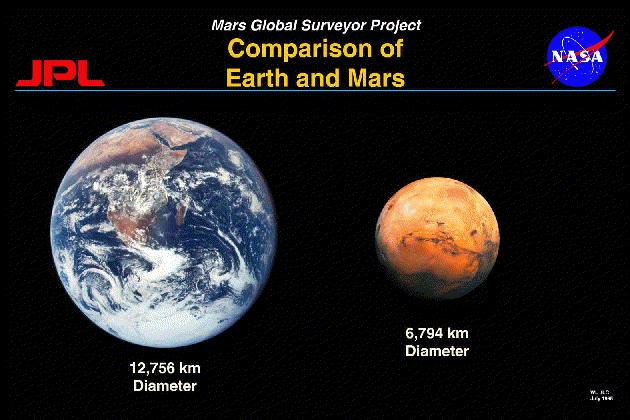 Mars Global Surveyor Project
Comparison of
Earth and Mars
JPL
NASA
6,794 km
Diameter
12,756 km
Diameter